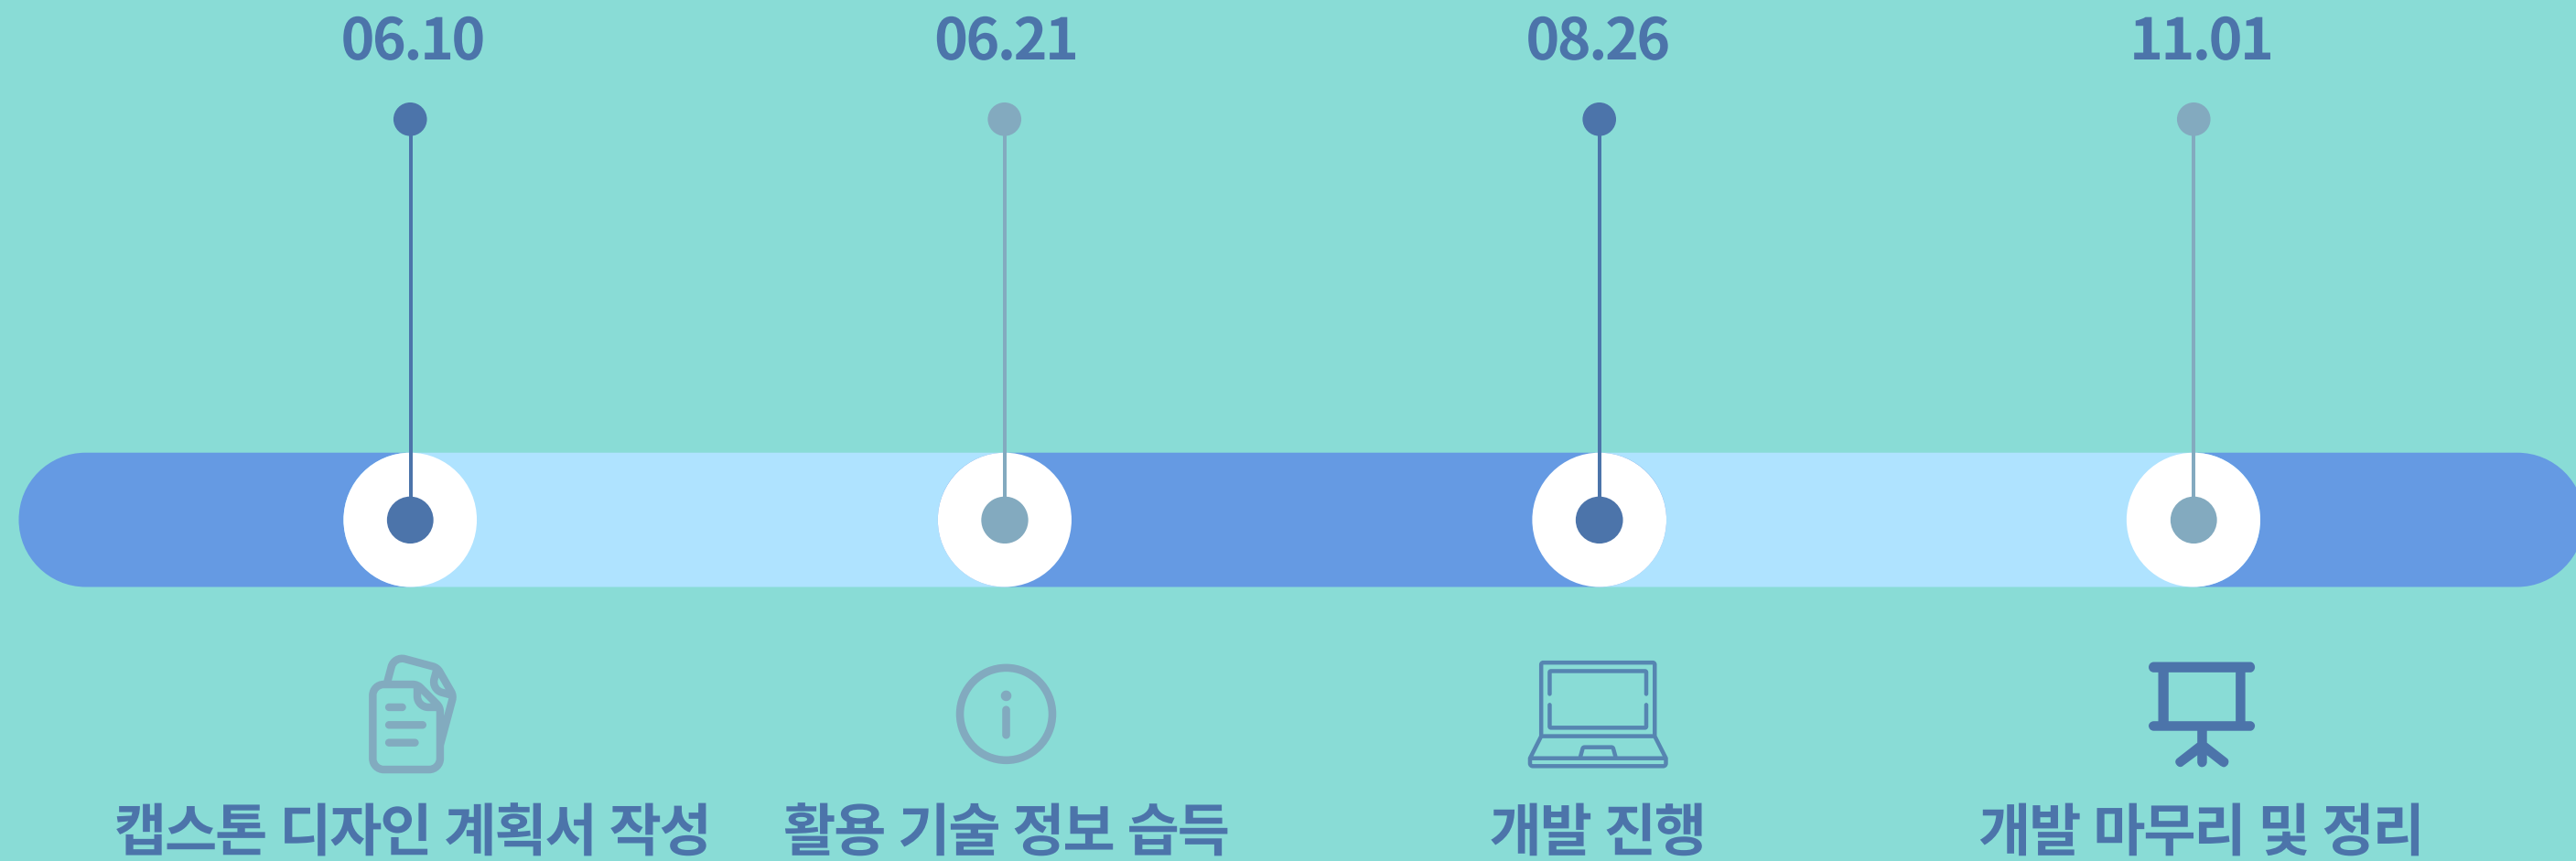 06.10
06.21
08.26
11.01
캡스톤 디자인 계획서 작성
활용 기술 정보 습득
개발 진행
개발 마무리 및 정리